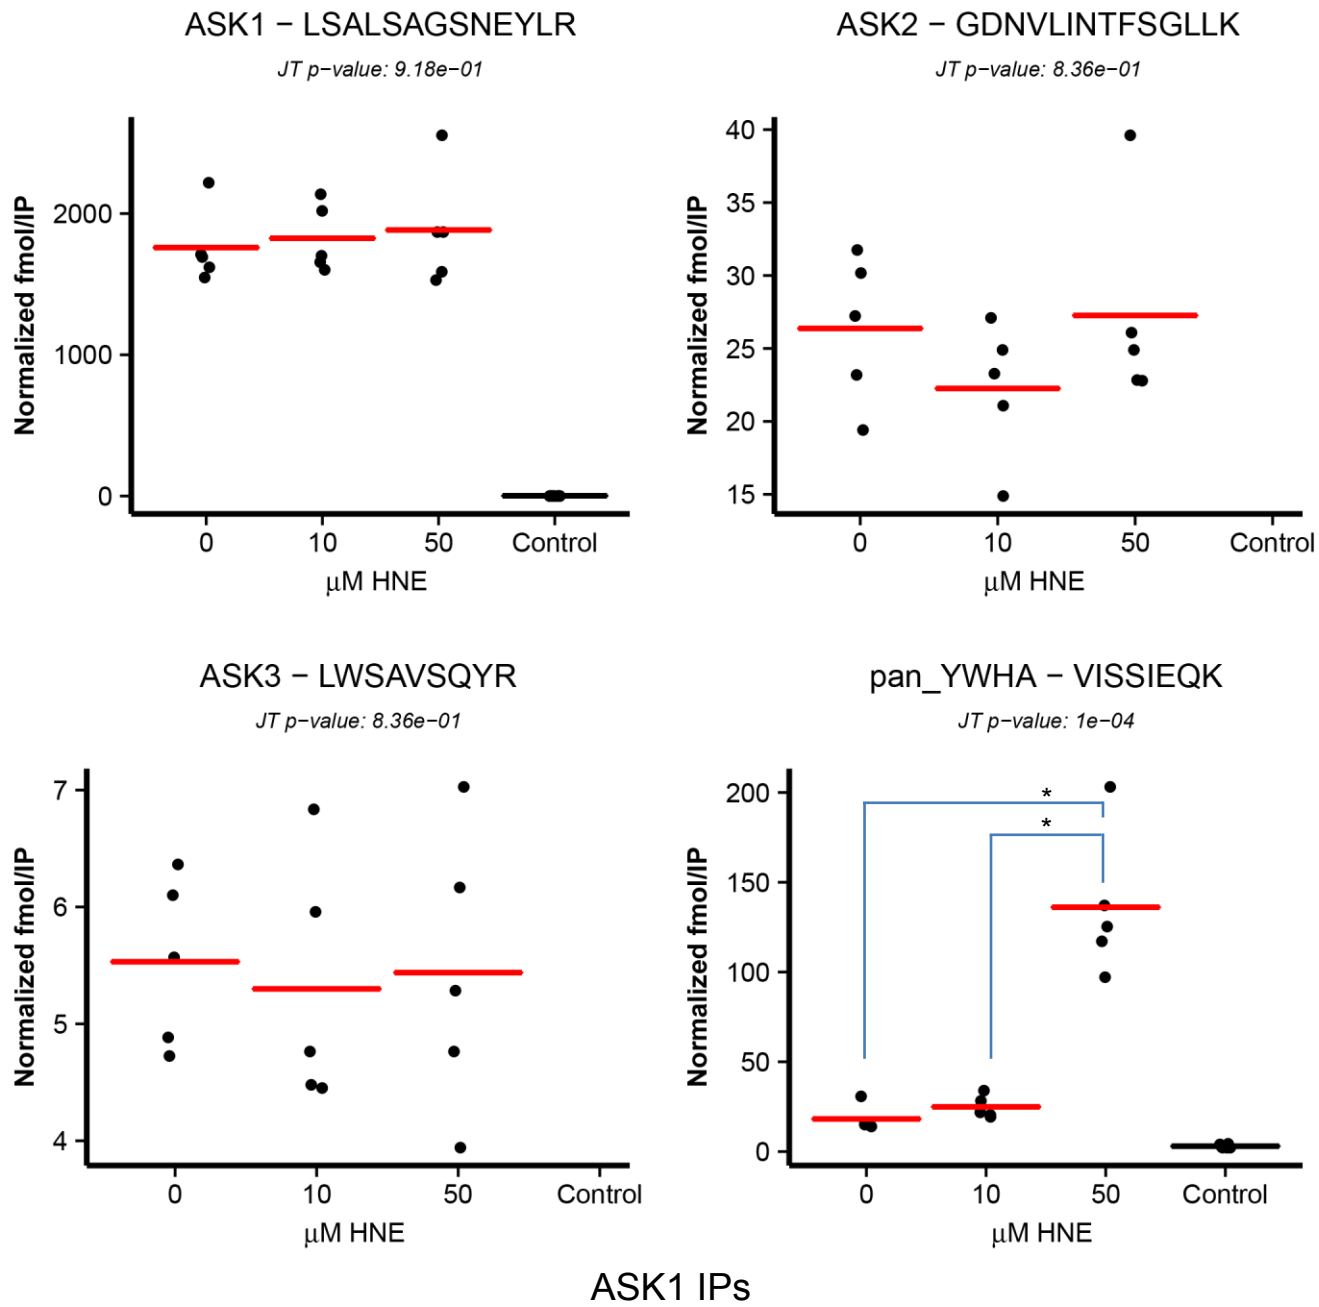 ASK1 − LSALSAGSNEYLR
JT p−value: 9.18e−01
Normalized fmol/IP
2000
1000
0
0 10 50 Control
μM HNE
ASK2 − GDNVLINTFSGLLK
JT p−value: 8.36e−01
Normalized fmol/IP
40
35
30
25
20
15
0 10 50 Control
μM HNE
ASK3 − LWSAVSQYR
JT p−value: 8.36e−01
Normalized fmol/IP
7
6
5
4
0 10 50 Control
μM HNE
pan_YWHA − VISSIEQK
JT p−value: 1e−04
Normalized fmol/IP
200
150
100
50
0
*
*
0 10 50 Control
μM HNE
ASK1 IPs